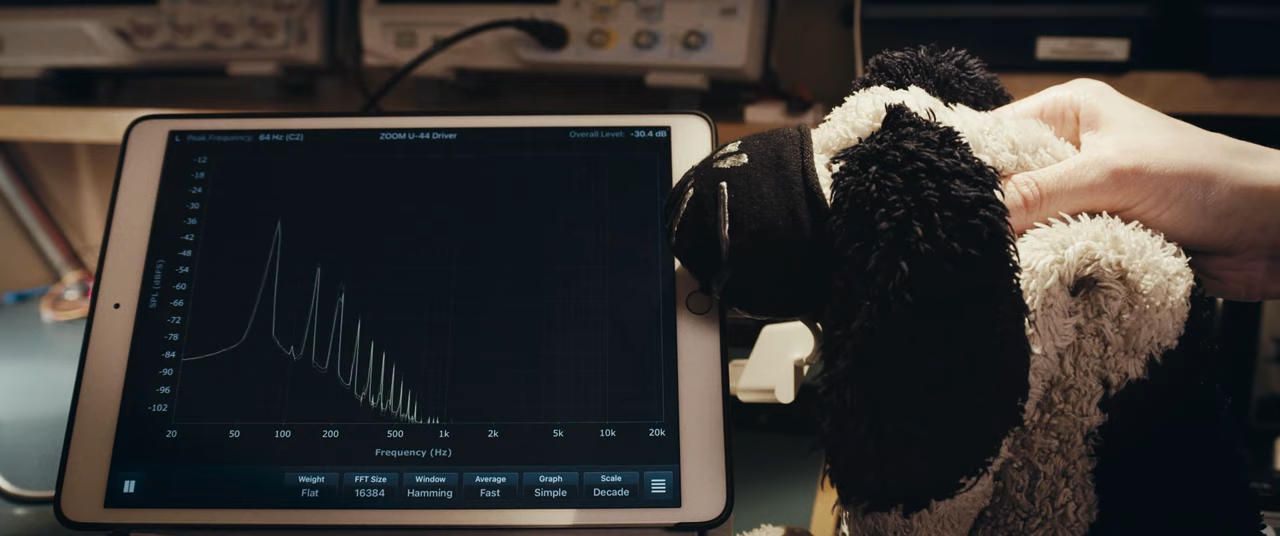 L Peak Frequency: 64 Hz (C2) ZOOM U-44 Driver Overall Level: -30.4 dB
-12
-18
-24
-30
-36
-42
-48
-54
-60
-66
-72
-78
-84
-90
-96
-102
SPL (dBFS)
20 50 100 200 500 1k 2k 5k 10k 20k
Frequency (Hz)
Weight FFT Size Window Average Graph Scale
Flat 16384 Hamming Fast Simple Decade